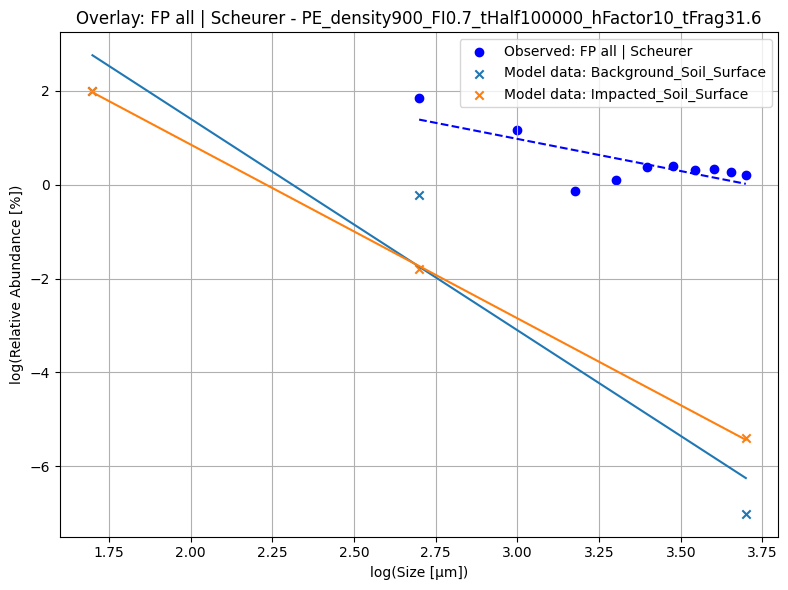 Overlay: FP all | Scheurer - PE_density900_FI0.7_tHalf100000_hFactor10_tFrag31.6
Observed: FP all | Scheurer
Model data: Background_Soil_Surface
Model data: Impacted_Soil_Surface
log(Relative Abundance [%])
2
0
−2
−4
−6
1.75 2.00 2.25 2.50 2.75 3.00 3.25 3.50 3.75
log(Size [μm])